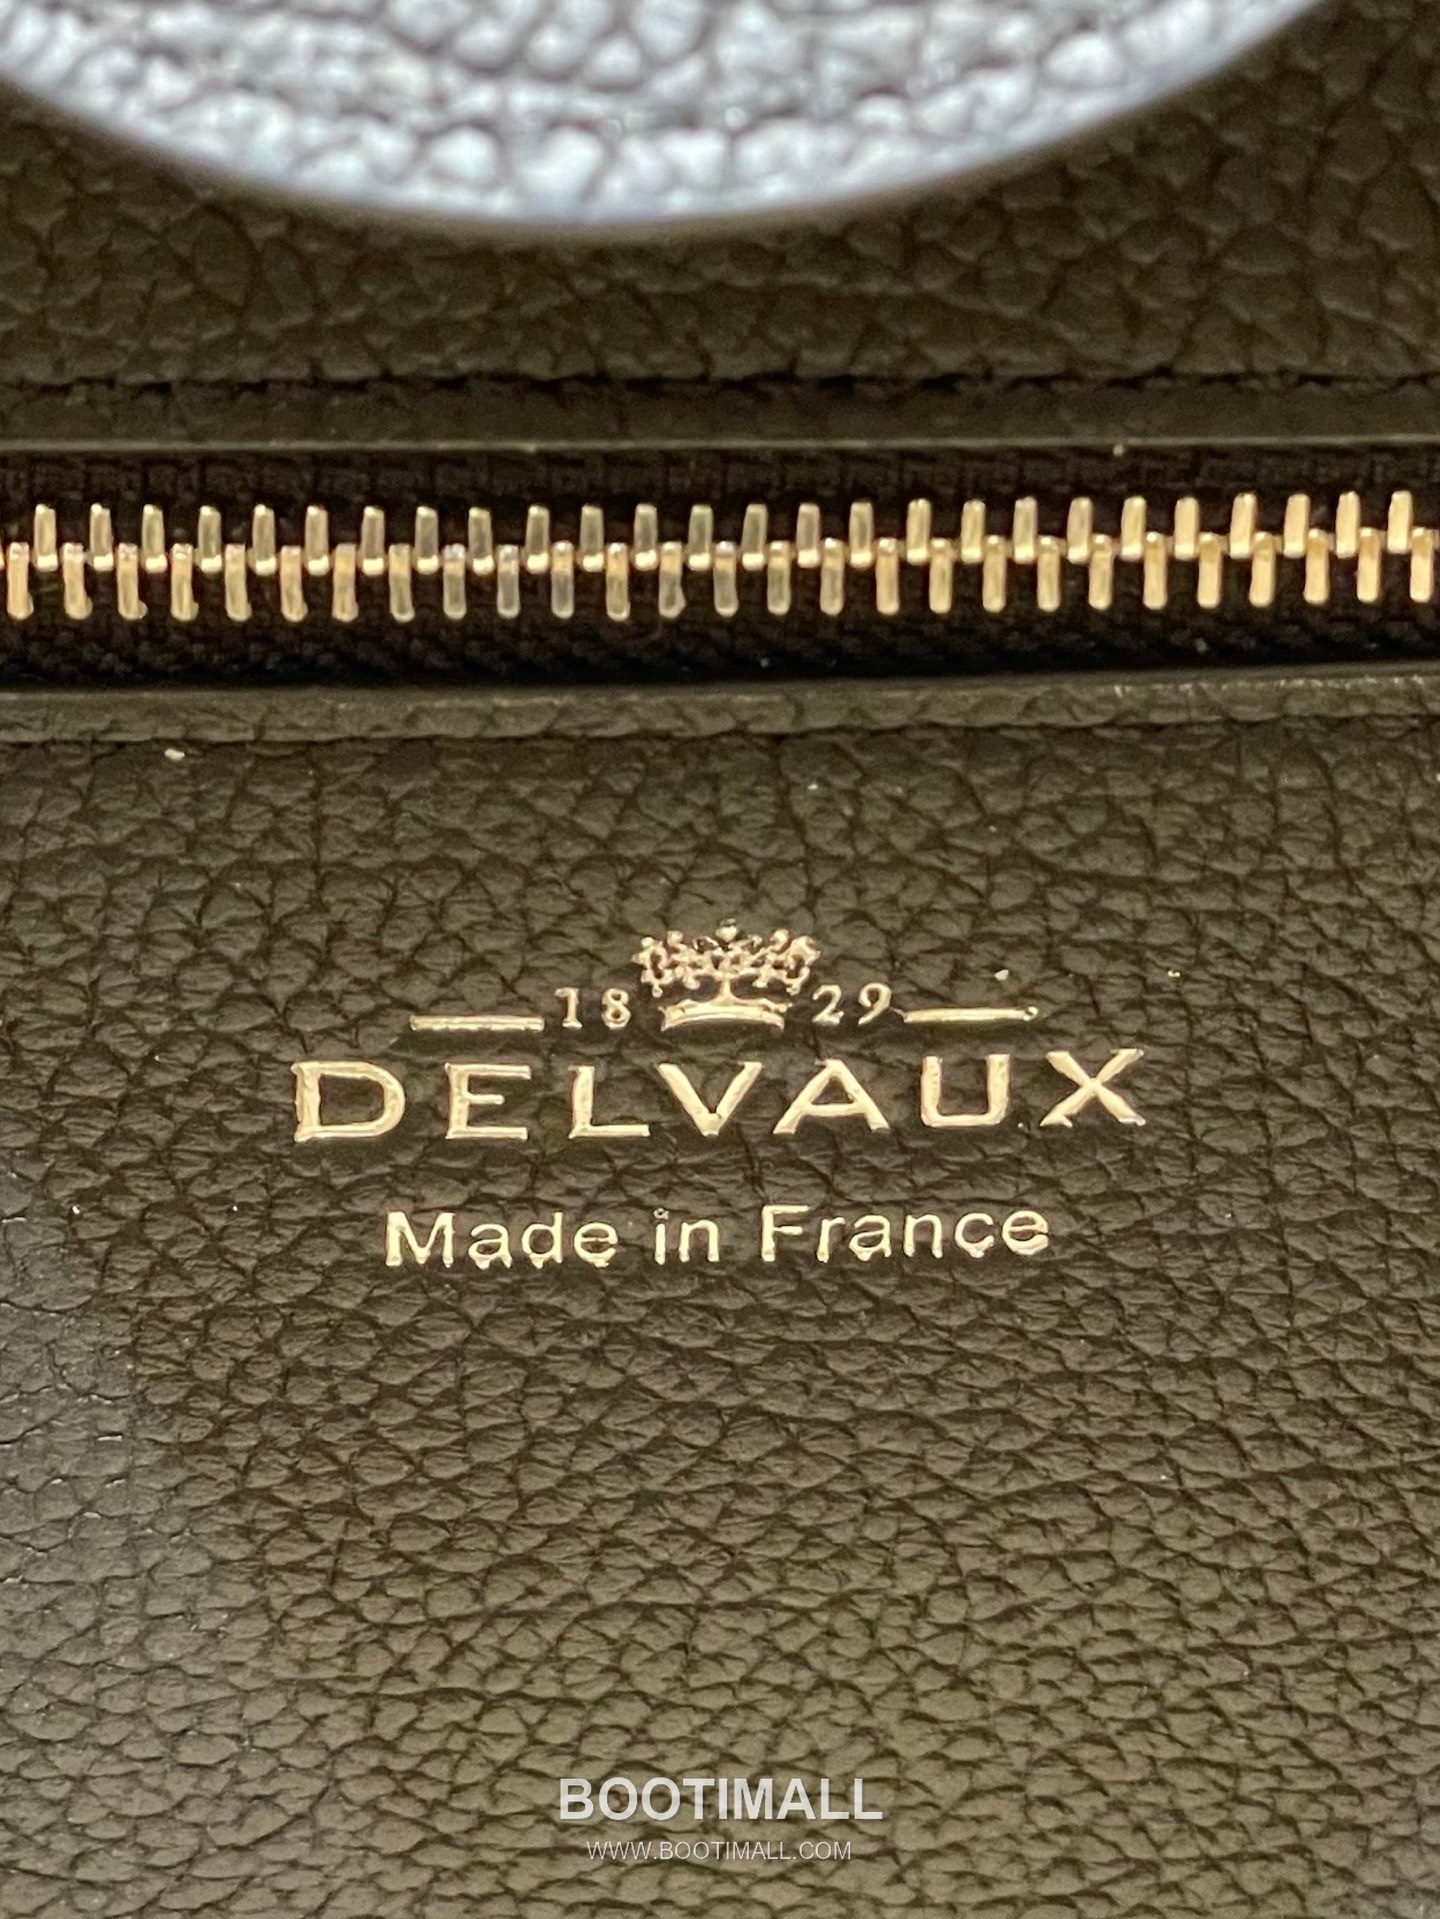 1829
DELVAUX
Made in France
BOOTIMALL
WWW.BOOTIMALL.COM